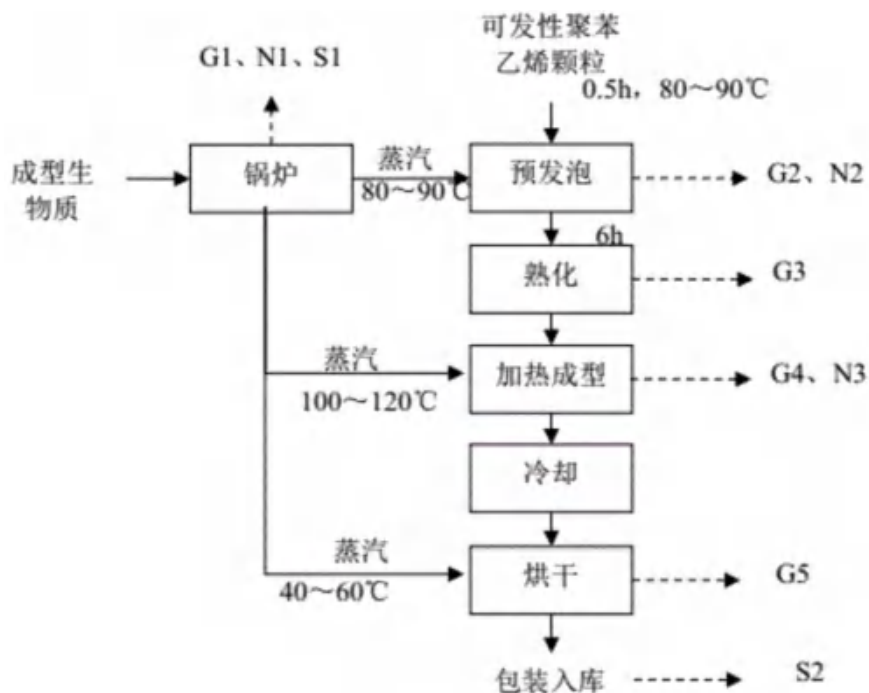 可发性聚苯
乙烯颗粒
G1、N1、S1
0.5h，80～90℃
成型生
物质
锅炉
蒸汽
80～90℃
预发泡
G2、N2
6h
熟化
G3
蒸汽
100～120℃
加热成型
G4、N3
冷却
蒸汽
40～60℃
烘干
G5
包装入库
S2